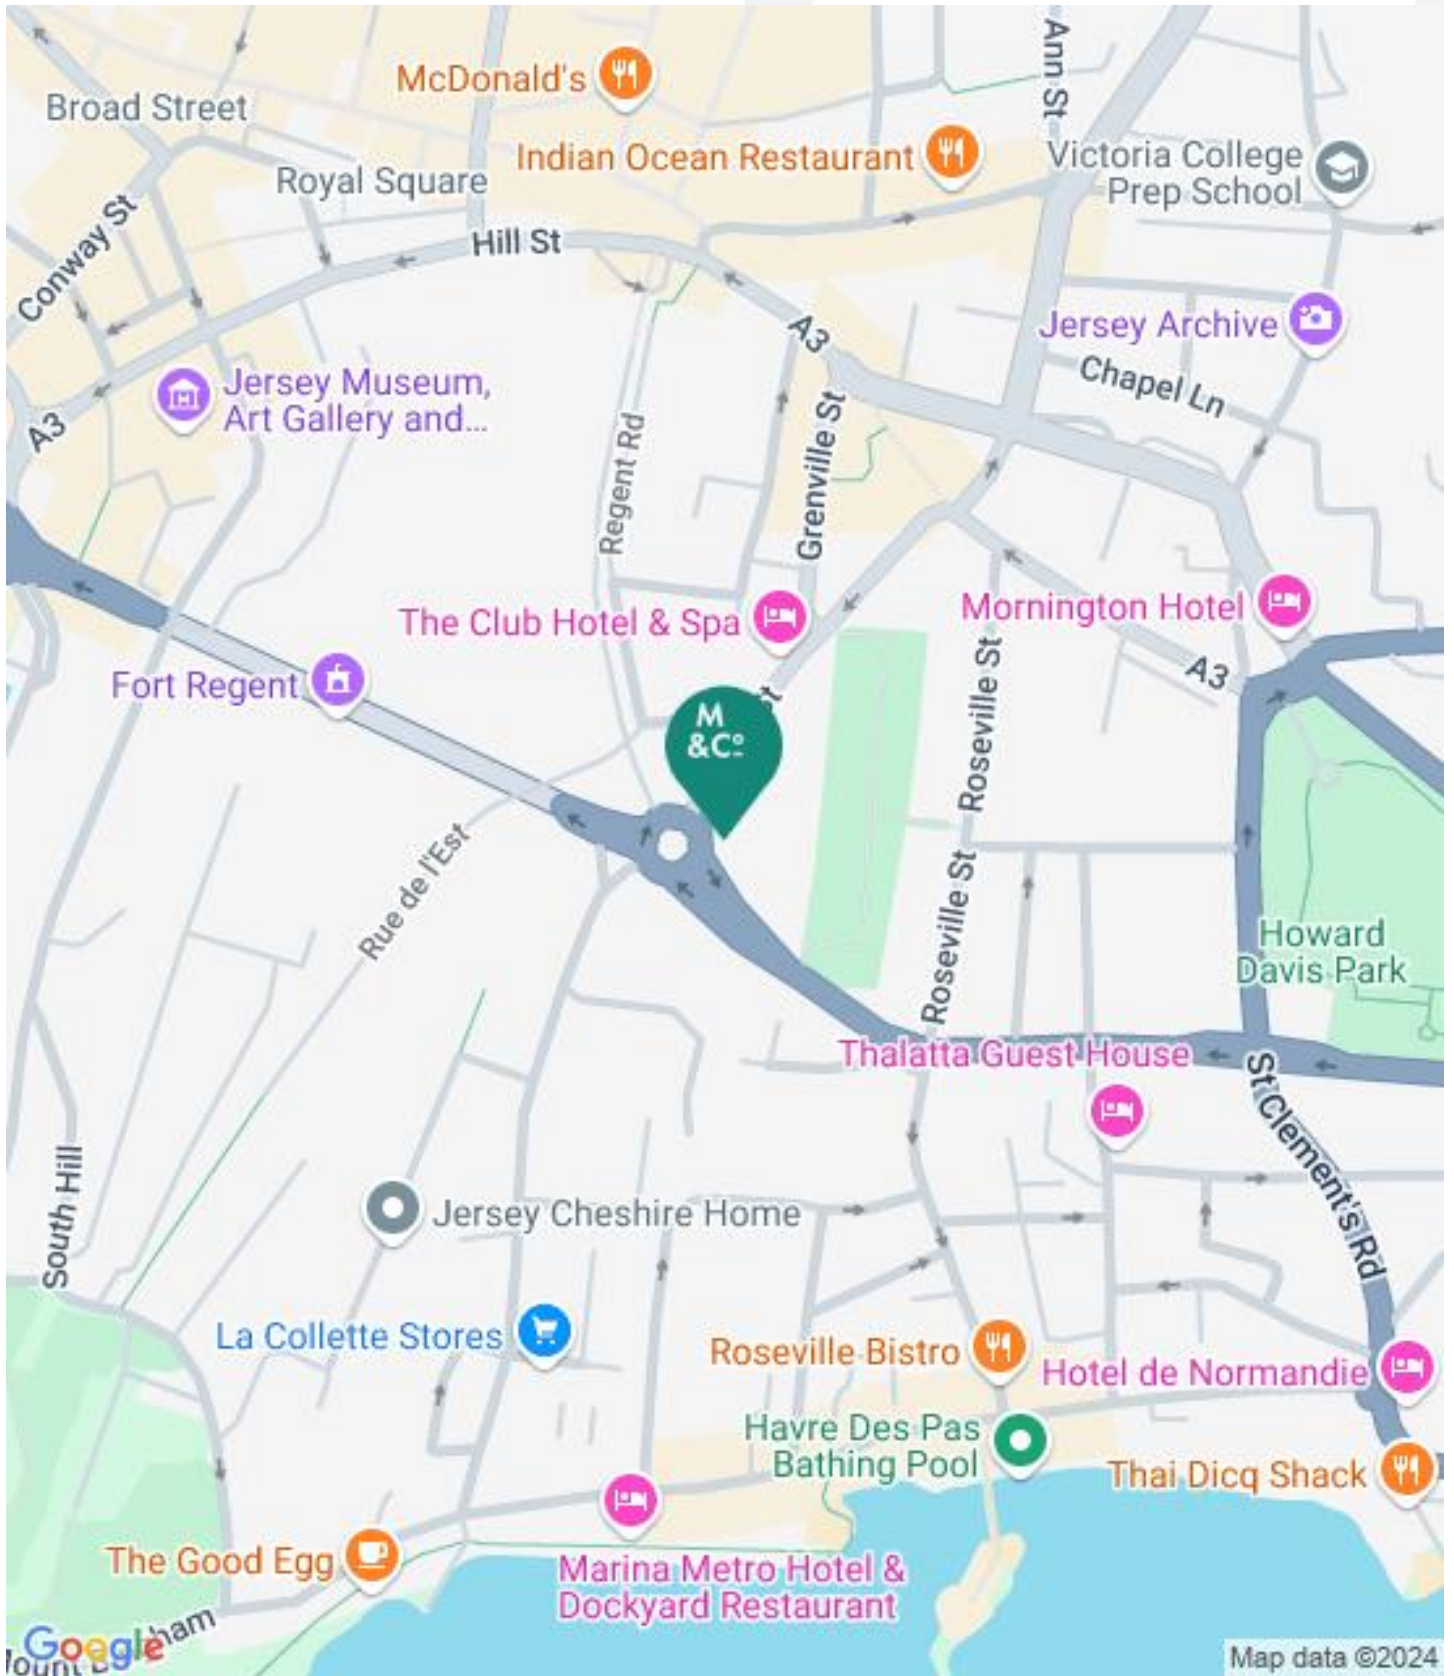 Ann St
McDonald's
Broad Street
Indian Ocean Restaurant
Victoria College
Prep School
Royal Square
Conway St
Hill St
A3
Jersey Archive
Chapel Ln
Jersey Museum,
Art Gallery and...
A3
Regent Rd
Grenville St
The Club Hotel & Spa
Mornington Hotel
Fort Regent
A3
Roseville St
M
&Co
Rue de l'Est
Roseville St
Howard
Davis Park
Thalatta Guest House
St Clement's Rd
South Hill
Jersey Cheshire Home
La Collette Stores
Roseville Bistro
Hotel de Normandie
Havre Des Pas
Bathing Pool
Thai Dicq Shack
The Good Egg
Marina Metro Hotel &
Dockyard Restaurant
Google
Map data ©2024